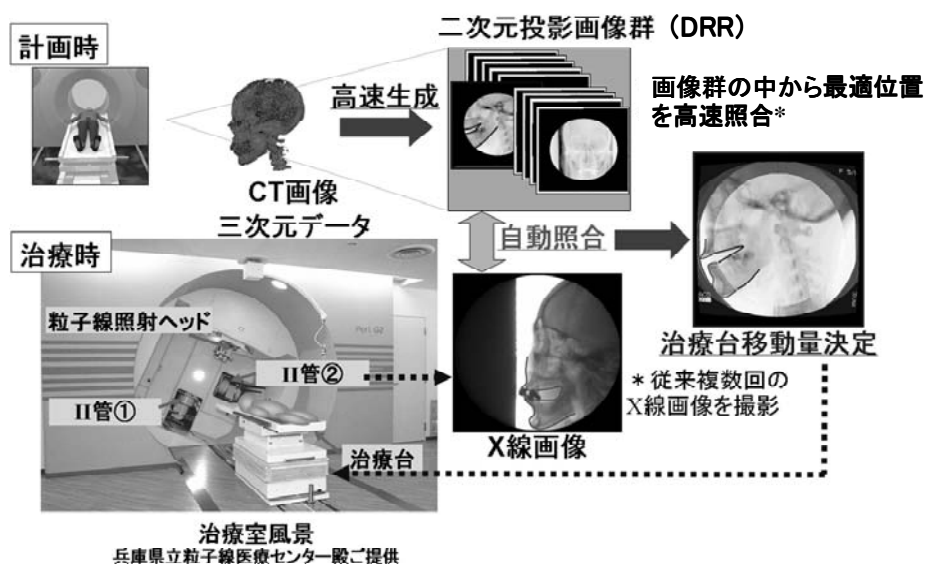 二次元投影画像群（DRR）
計画時
高速生成
画像群の中から最適位置
を高速照合*
CT画像
三次元データ
自動照合
治療時
粒子線照射ヘッド
II管②
II管①
治療台
X線画像
治療台移動量決定
＊従来複数回の
X線画像を撮影
治療室風景
兵庫県立粒子線医療センター殿ご提供